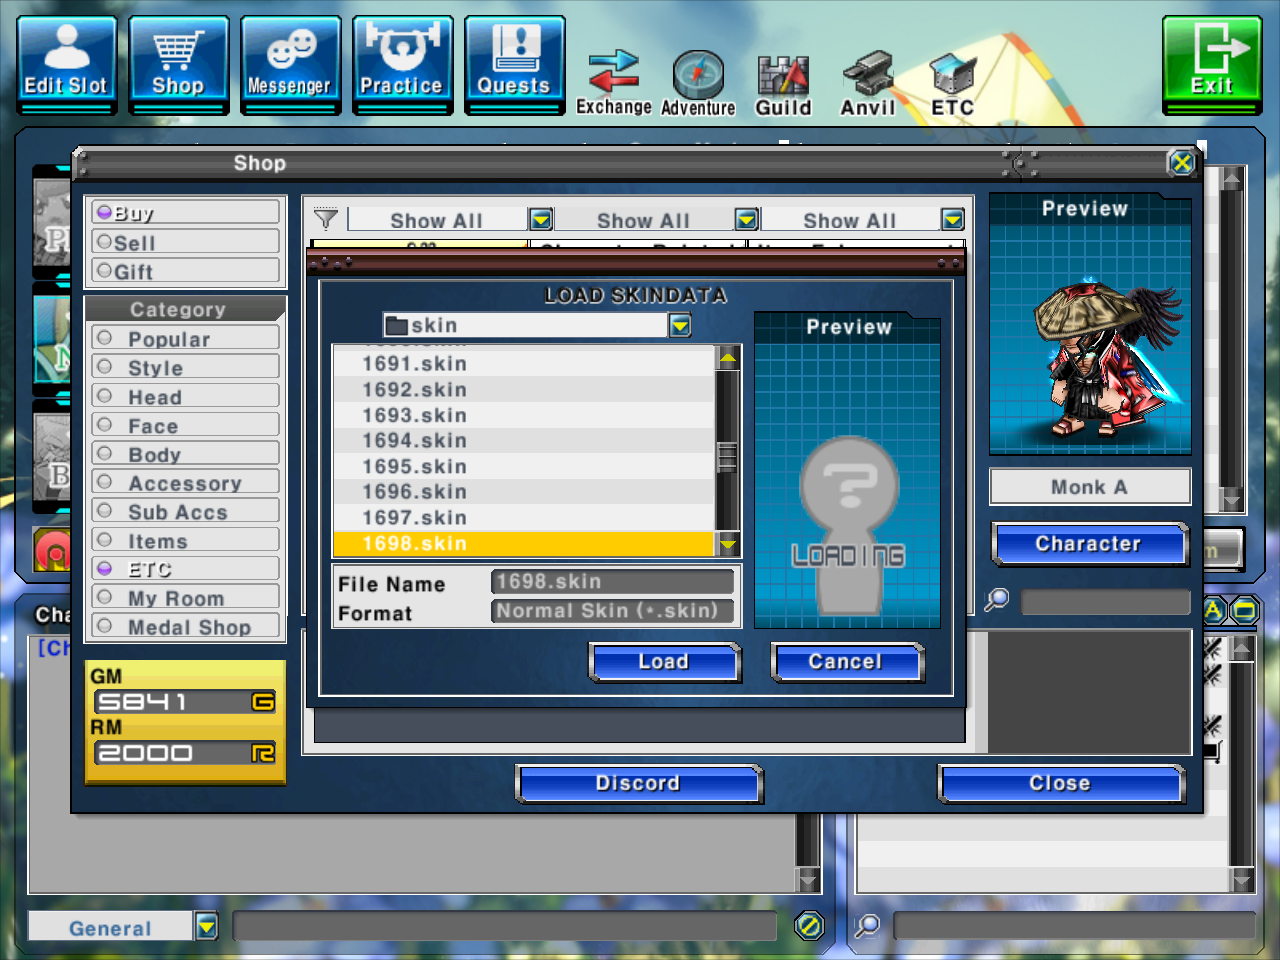 Edit Slot
Shop
Messenger
Practice
Quests
Exchange
Adventure
Guild
Anvil
ETC
Exit
Shop
Buy
Sell
Gift
Category
Popular
Style
Head
Face
Body
Accessory
Sub Accs
Items
ETC
My Room
Medal Shop
GM
5841 G
RM
2000 R
Show All
Show All
Show All
LOAD SKINDATA
skin
1691.skin
1692.skin
1693.skin
1694.skin
1695.skin
1696.skin
1697.skin
1698.skin
File Name
1698.skin
Format
Normal Skin (*.skin)
Preview
?
LOADING
Load
Cancel
Preview
Monk A
Character
Discord
Close
Cha
[Ch
A
General